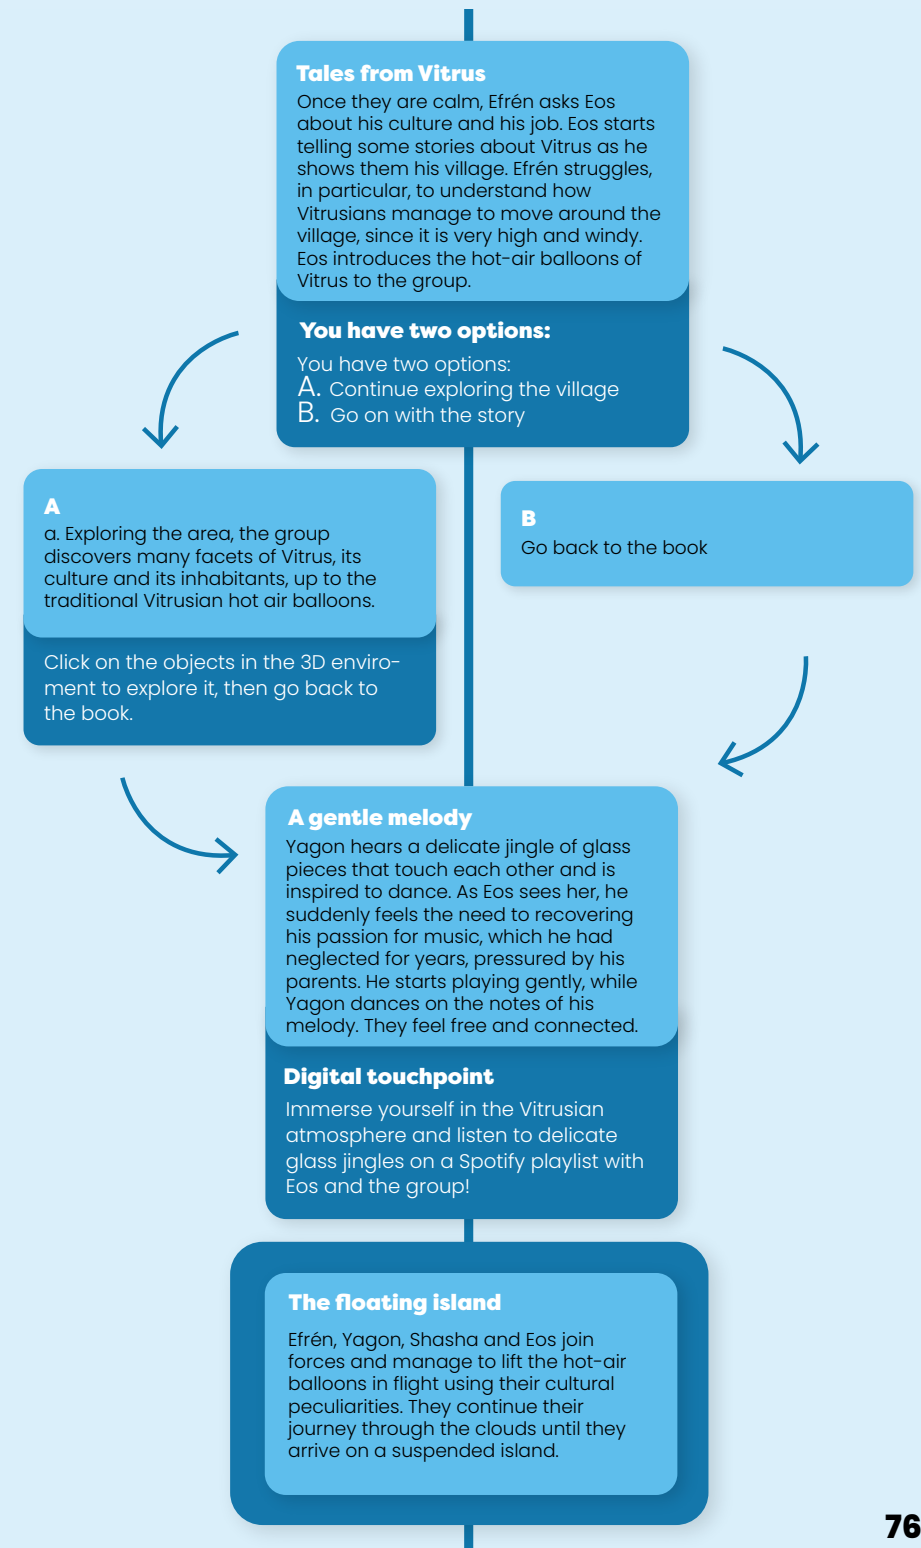 Tales from Vitrus
Once they are calm, Efrén asks Eos
about his culture and his job. Eos starts
telling some stories about Vitrus as he
shows them his village. Efrén struggles,
in particular, to understand how
Vitrusians manage to move around the
village, since it is very high and windy.
Eos introduces the hot-air balloons of
Vitrus to the group.
You have two options:
You have two options:
A. Continue exploring the village
B. Go on with the story
A
a. Exploring the area, the group
discovers many facets of Vitrus, its
culture and its inhabitants, up to the
traditional Vitrusian hot air balloons.
Click on the objects in the 3D enviro-
ment to explore it, then go back to
the book.
B
Go back to the book
A gentle melody
Yagon hears a delicate jingle of glass
pieces that touch each other and is
inspired to dance. As Eos sees her, he
suddenly feels the need to recovering
his passion for music, which he had
neglected for years, pressured by his
parents. He starts playing gently, while
Yagon dances on the notes of his
melody. They feel free and connected.
Digital touchpoint
Immerse yourself in the Vitrusian
atmosphere and listen to delicate
glass jingles on a Spotify playlist with
Eos and the group!
The floating island
Efrén, Yagon, Shasha and Eos join
forces and manage to lift the hot-air
balloons in flight using their cultural
peculiarities. They continue their
journey through the clouds until they
arrive on a suspended island.
76